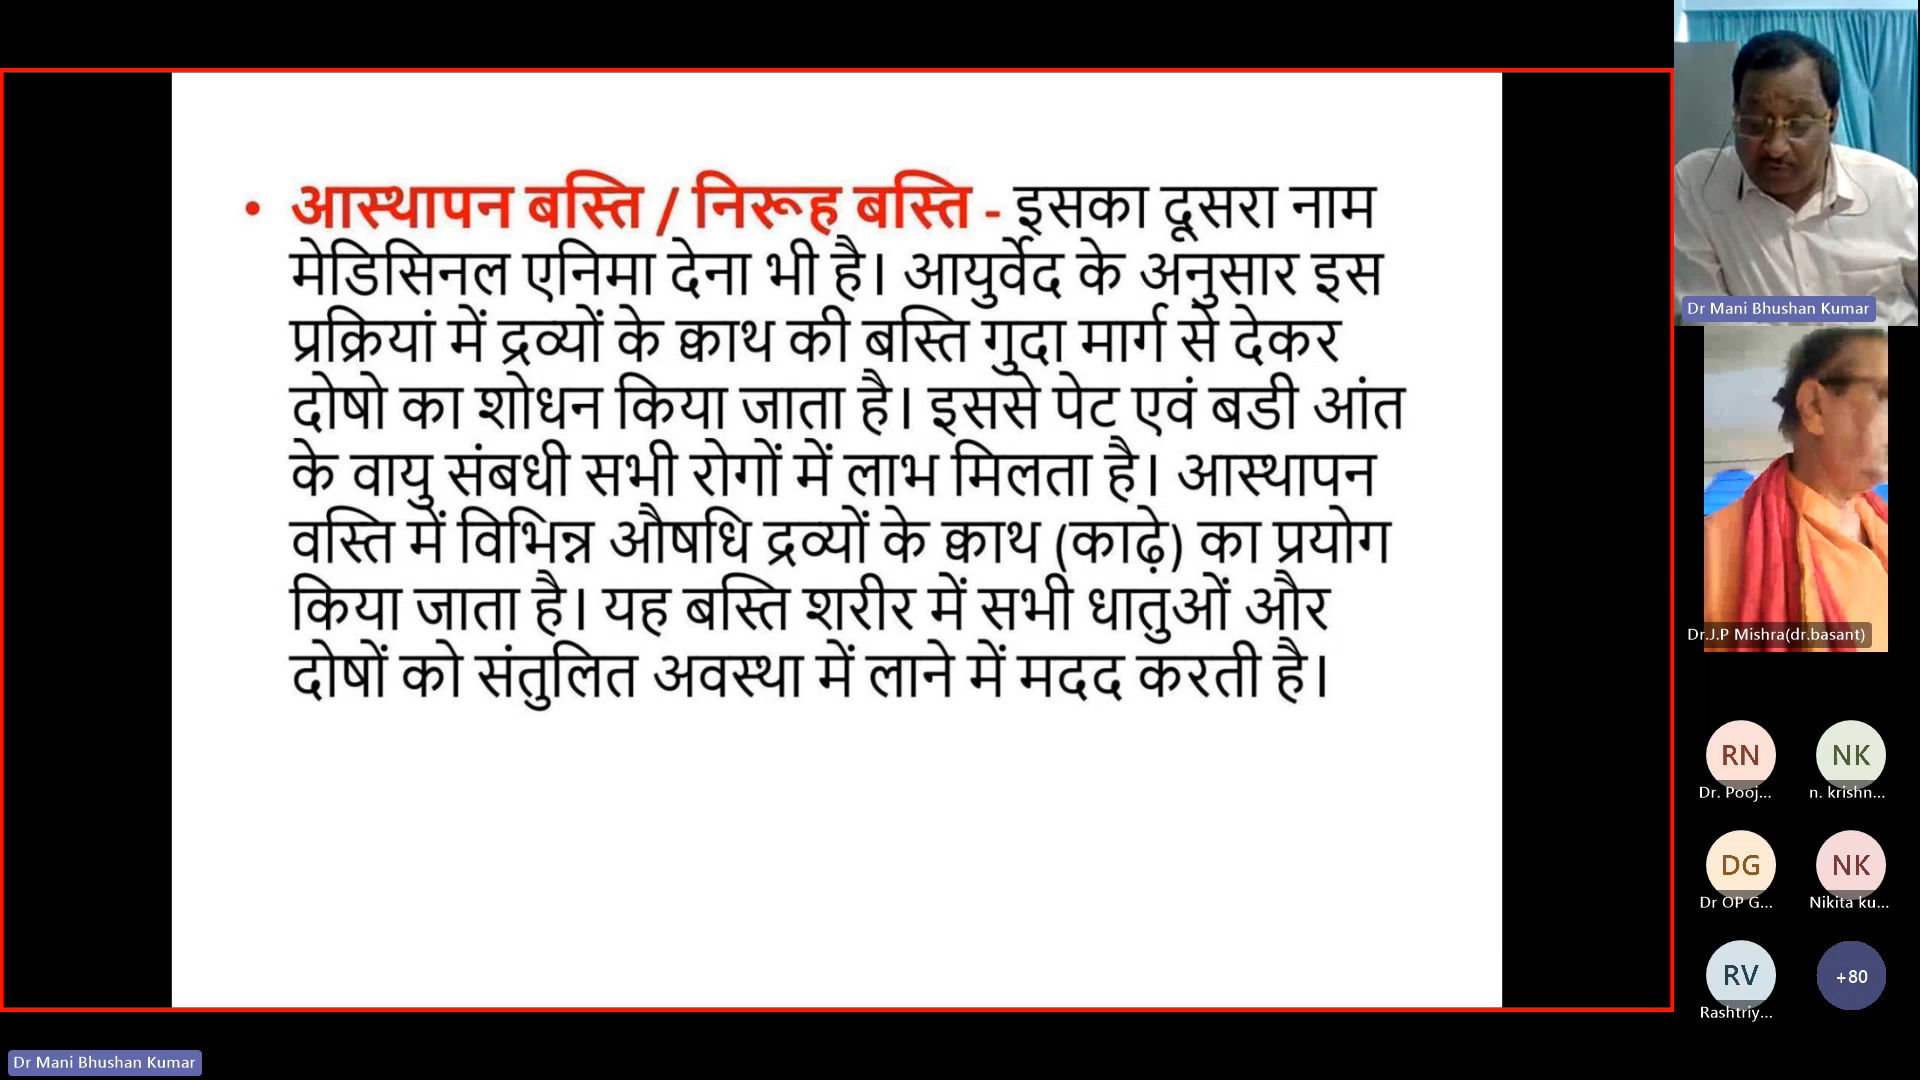 • आस्थापन बस्ति / निरूह बस्ति - इसका दूसरा नाम
मेडिसिनल एनिमा देना भी है। आयुर्वेद के अनुसार इस
प्रक्रियां में द्रव्यों के क्वाथ की बस्ति गुदा मार्ग से देकर
दोषो का शोधन किया जाता है। इससे पेट एवं बडी आंत
के वायु संबधी सभी रोगों में लाभ मिलता है। आस्थापन
वस्ति में विभिन्न औषधि द्रव्यों के क्वाथ (काढ़े) का प्रयोग
किया जाता है। यह बस्ति शरीर में सभी धातुओं और
दोषों को संतुलित अवस्था में लाने में मदद करती है।
Dr Mani Bhushan Kumar
Dr.J.P Mishra(dr.basant)
RN
Dr. Pooj...
NK
n. krishn...
DG
Dr OP G...
NK
Nikita ku...
RV
Rashtriy...
+80
Dr Mani Bhushan Kumar